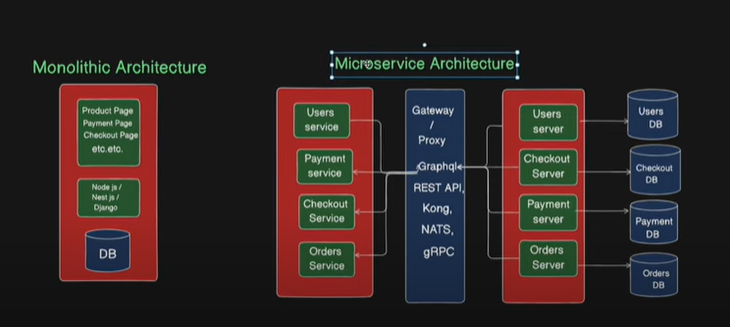 Monolithic Architecture
Product Page
Payment Page
Checkout Page
etc.etc.
Node js /
Nest js /
Django
DB
Microservice Architecture
Users
service
Payment
service
Checkout
Service
Orders
Service
Gateway
/
Proxy
Graphql
REST API,
Kong,
NATS,
gRPC
Users
server
Checkout
Server
Payment
server
Orders
Server
Users
DB
Checkout
DB
Payment
DB
Orders
DB